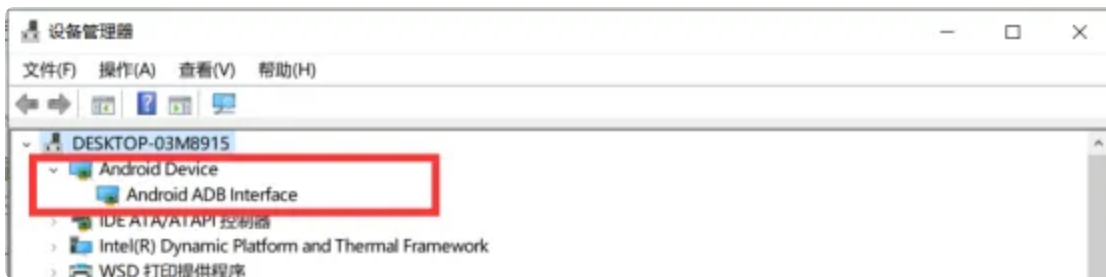 设备管理器
文件(F) 操作(A) 查看(V) 帮助(H)
DESKTOP-03M8915
Android Device
Android ADB Interface
IDE ATA/ATAPI 控制器
Intel(R) Dynamic Platform and Thermal Framework
WSD 打印提供程序